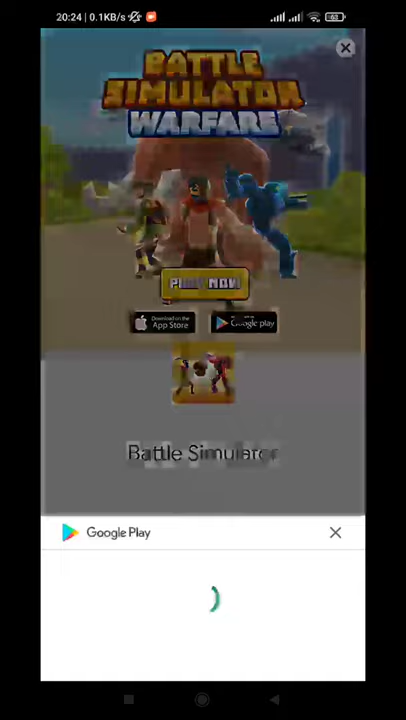 20:24 | 0.1KB/s
63
BATTLE
SIMULATOR
WARFARE
PLAY NOW
Download on the
App Store
Google play
Battle Simulator
Google Play